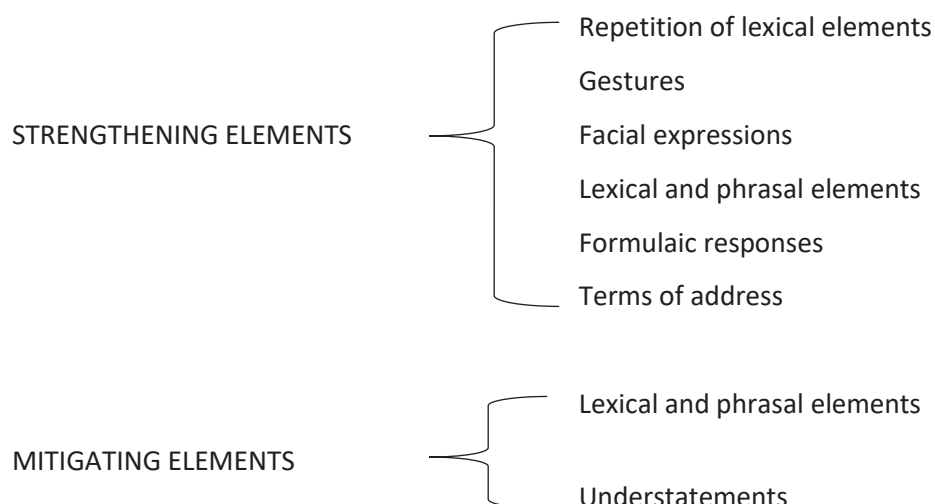 Repetition of lexical elements
Gestures
STRENGTHENING ELEMENTS
Facial expressions
Lexical and phrasal elements
Formulaic responses
Terms of address
Lexical and phrasal elements
MITIGATING ELEMENTS
Understatements